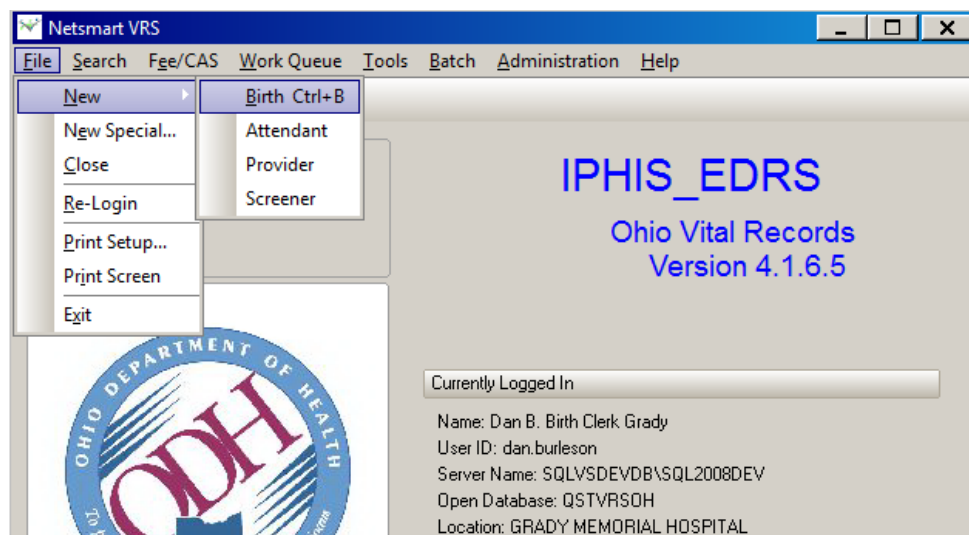 Netsmart VRS
File Search Fee/CAS Work Queue Tools Batch Administration Help
New
New Special...
Close
Re-Login
Print Setup...
Print Screen
Exit
Birth Ctrl+B
Attendant
Provider
Screener
IPHIS_EDRS
Ohio Vital Records
Version 4.1.6.5
OHIO DEPARTMENT OF HEALTH
ODH
To
Currently Logged In
Name: Dan B. Birth Clerk Grady
User ID: dan.burleson
Server Name: SQLVSDEVDB\SQL2008DEV
Open Database: QSTVRSOH
Location: GRADY MEMORIAL HOSPITAL